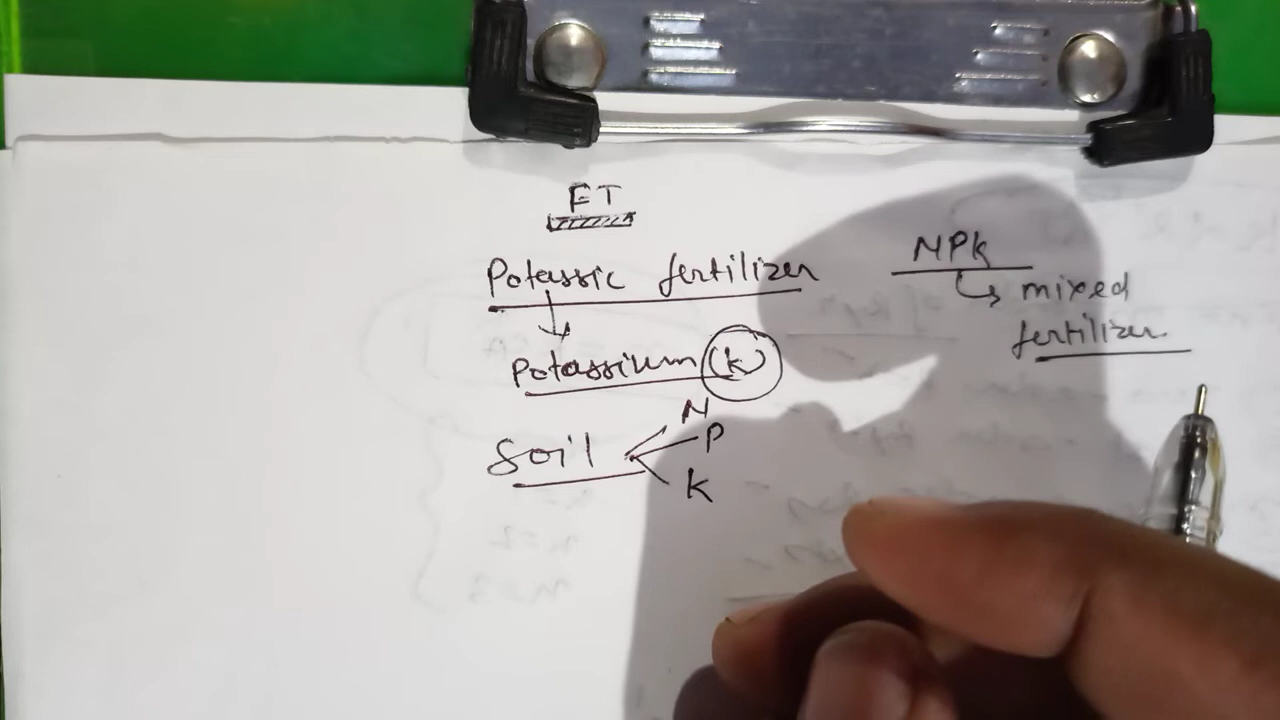 FT
Potassic fertilizer
Potassium (K)
Soil
N
P
K
NPK
mixed
fertilizer